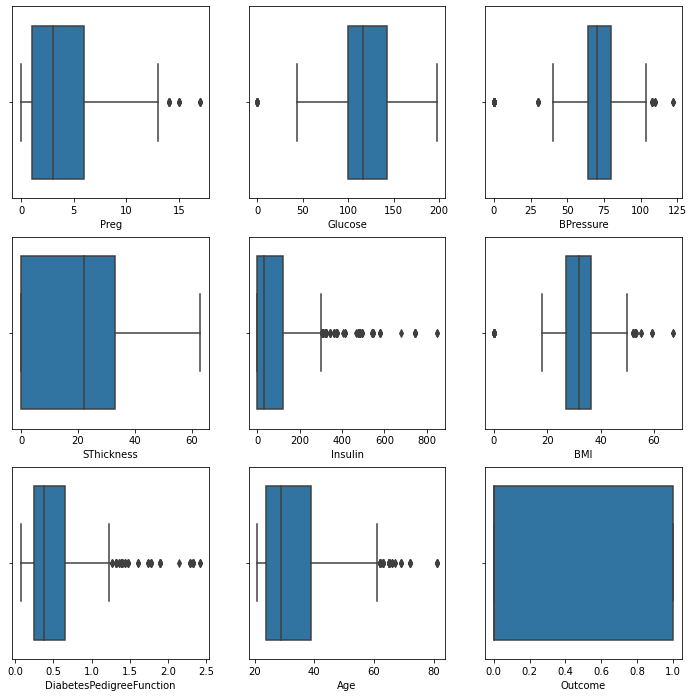 0 5 10 15
Preg
0 50 100 150 200
Glucose
0 25 50 75 100 125
BPressure
0 20 40 60
SThickness
0 200 400 600 800
Insulin
0 20 40 60
BMI
0.0 0.5 1.0 1.5 2.0 2.5
DiabetesPedigreeFunction
20 40 60 80
Age
0.0 0.2 0.4 0.6 0.8 1.0
Outcome